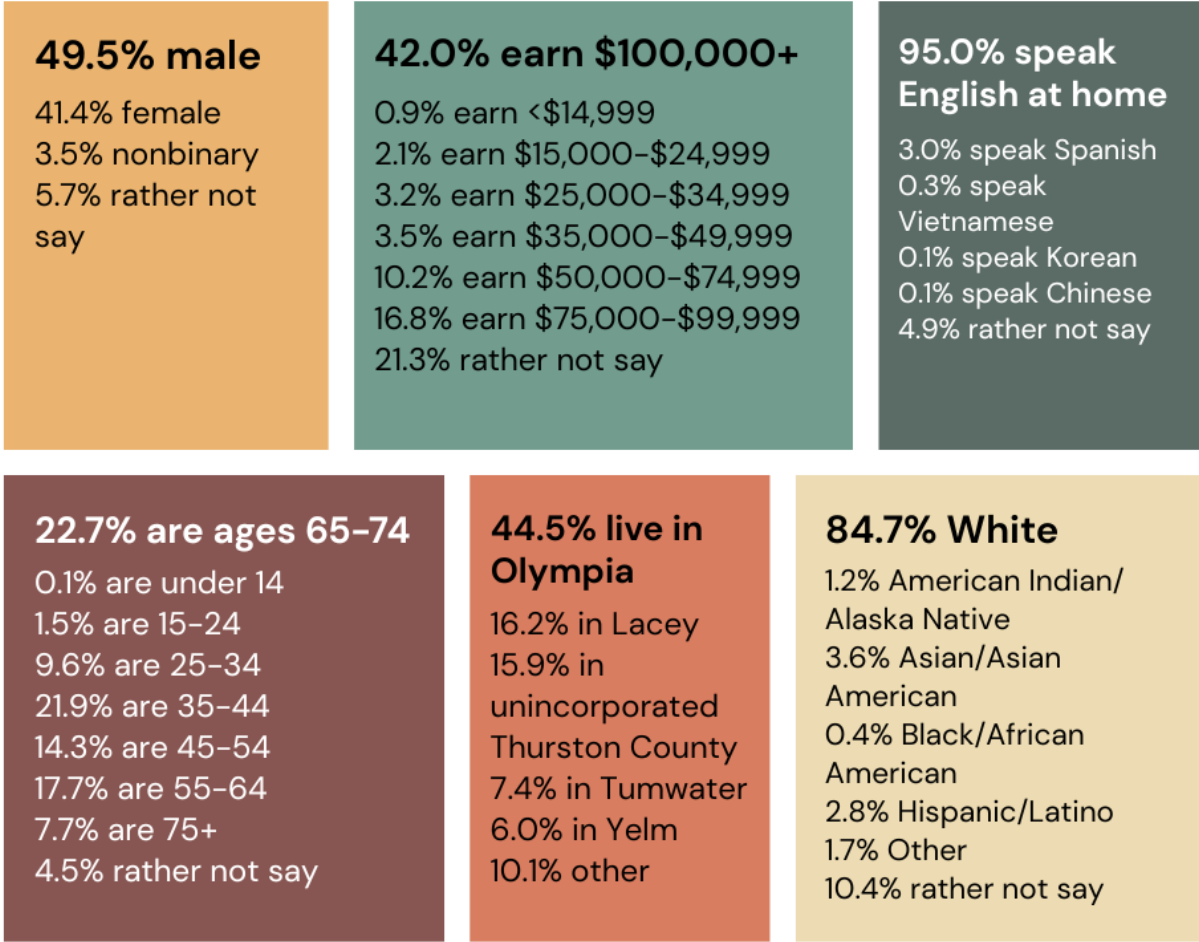 49.5% male
41.4% female
3.5% nonbinary
5.7% rather not
say
42.0% earn $100,000+
0.9% earn <$14,999
2.1% earn $15,000-$24,999
3.2% earn $25,000-$34,999
3.5% earn $35,000-$49,999
10.2% earn $50,000-$74,999
16.8% earn $75,000-$99,999
21.3% rather not say
95.0% speak
English at home
3.0% speak Spanish
0.3% speak
Vietnamese
0.1% speak Korean
0.1% speak Chinese
4.9% rather not say
22.7% are ages 65-74
0.1% are under 14
1.5% are 15-24
9.6% are 25-34
21.9% are 35-44
14.3% are 45-54
17.7% are 55-64
7.7% are 75+
4.5% rather not say
44.5% live in
Olympia
16.2% in Lacey
15.9% in
unincorporated
Thurston County
7.4% in Tumwater
6.0% in Yelm
10.1% other
84.7% White
1.2% American Indian/
Alaska Native
3.6% Asian/Asian
American
0.4% Black/African
American
2.8% Hispanic/Latino
1.7% Other
10.4% rather not say